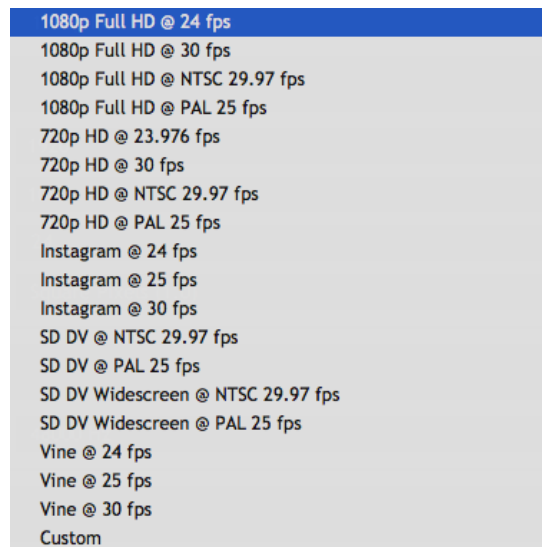 1080p Full HD @ 24 fps
1080p Full HD @ 30 fps
1080p Full HD @ NTSC 29.97 fps
1080p Full HD @ PAL 25 fps
720p HD @ 23.976 fps
720p HD @ 30 fps
720p HD @ NTSC 29.97 fps
720p HD @ PAL 25 fps
Instagram @ 24 fps
Instagram @ 25 fps
Instagram @ 30 fps
SD DV @ NTSC 29.97 fps
SD DV @ PAL 25 fps
SD DV Widescreen @ NTSC 29.97 fps
SD DV Widescreen @ PAL 25 fps
Vine @ 24 fps
Vine @ 25 fps
Vine @ 30 fps
Custom